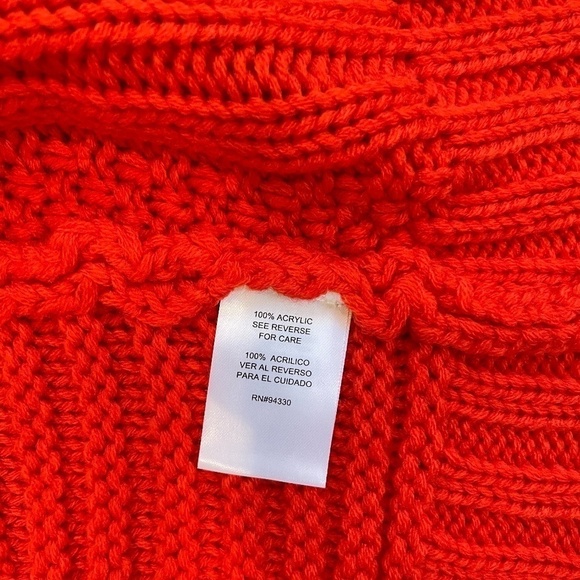 100% ACRYLIC
SEE REVERSE
FOR CARE
100% ACRILICO
VER AL REVERSO
PARA EL CUIDADO
RN#94330